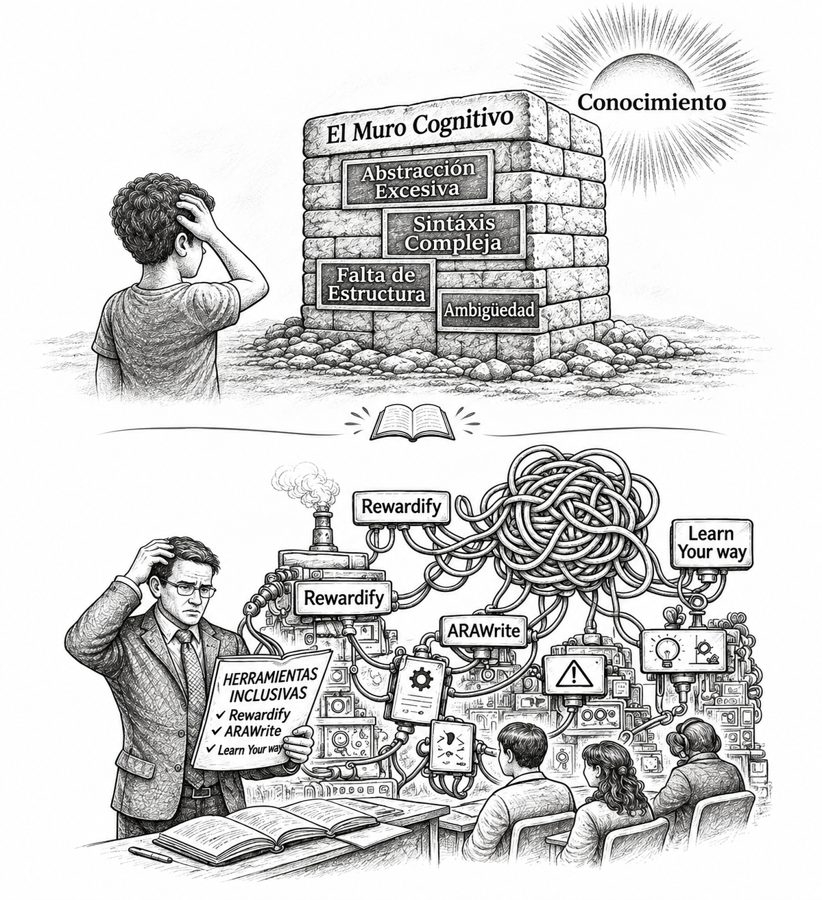 Conocimiento
El Muro Cognitivo
Abstracción
Excesiva
Sintáxis
Compleja
Falta de
Estructura
Ambigüedad
Rewardify
Learn
Your way
Rewardify
ARAWrite
HERRAMIENTAS
INCLUSIVAS
✓ Rewardify
✓ ARAWrite
✓ Learn Your way